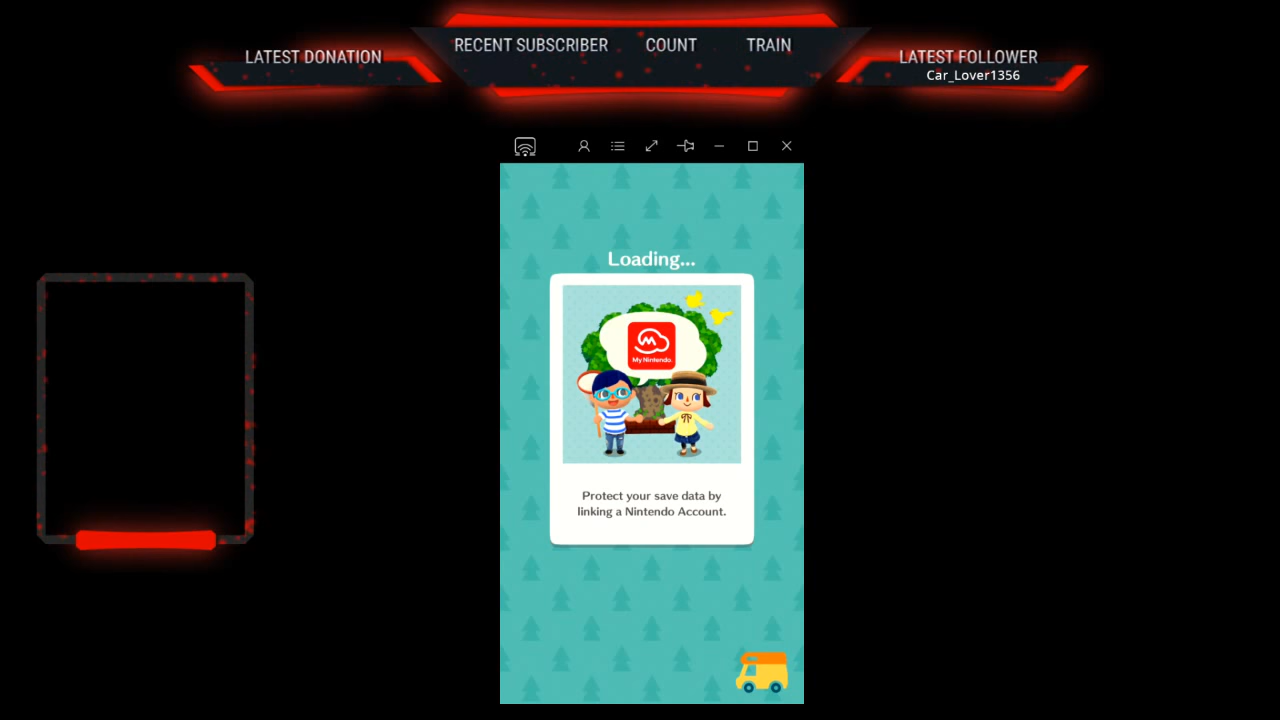 LATEST DONATION
RECENT SUBSCRIBER
COUNT
TRAIN
LATEST FOLLOWER
Car_Lover1356
Loading...
My Nintendo
Protect your save data by
linking a Nintendo Account.